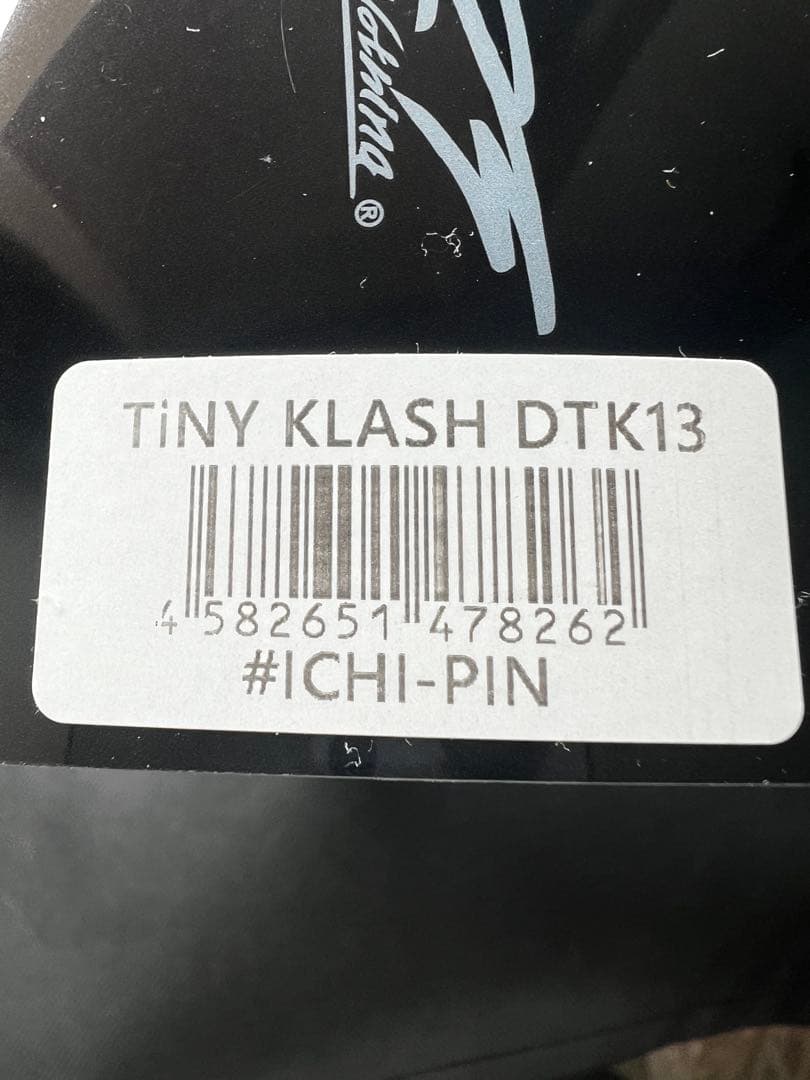 TiNY KLASH DTK13
4 582651 478262
#ICHI-PIN
®